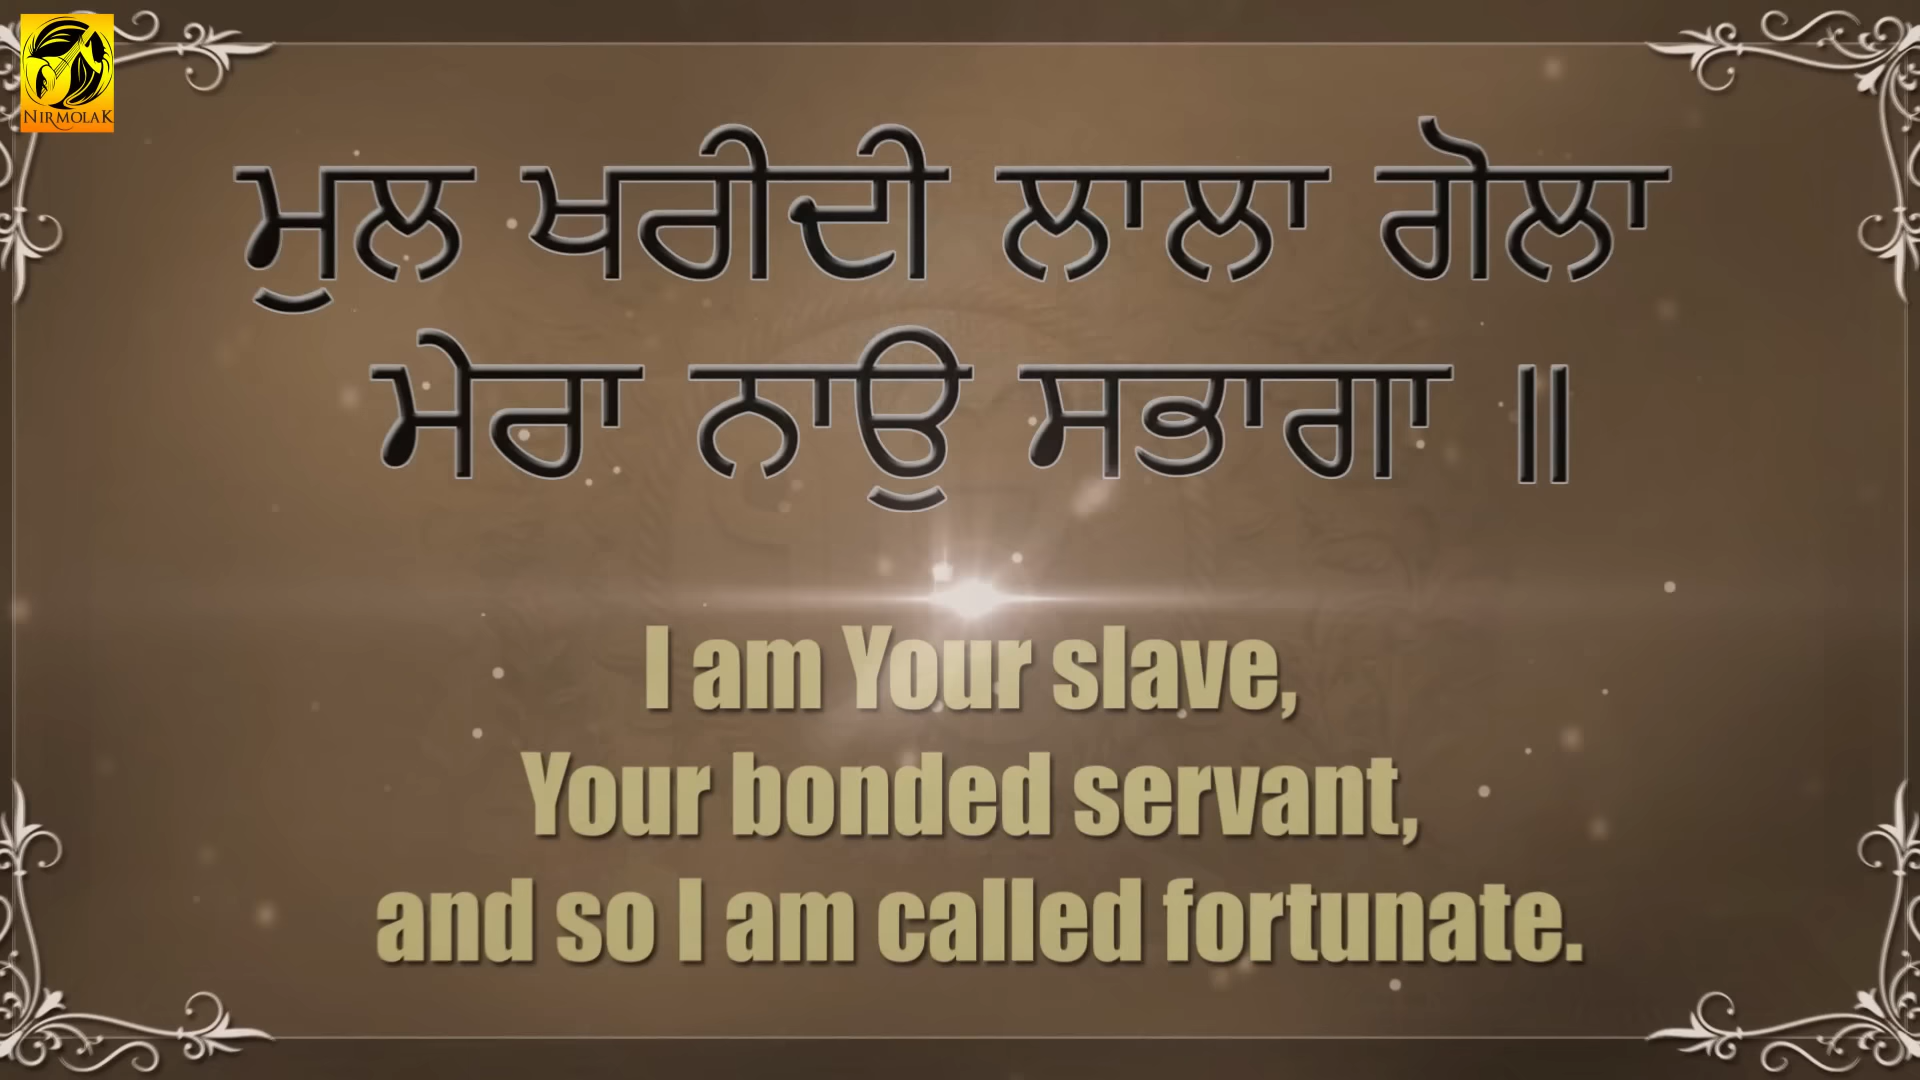 NIRMOLAK
ਮੁਲ ਖਰੀਦੀ ਲਾਲਾ ਗੋਲਾ
ਮੇਰਾ ਨਾਉ ਸਭਾਗਾ ॥
I am Your slave,
Your bonded servant,
and so I am called fortunate.